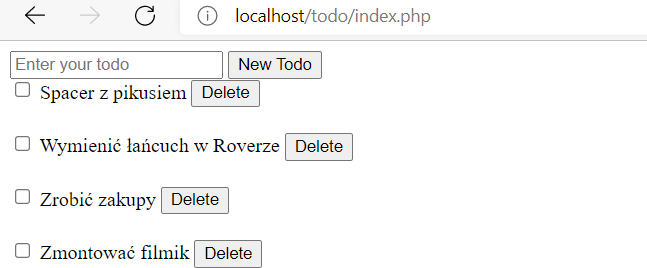 localhost/todo/index.php
Enter your todo New Todo
Spacer z pikusiem Delete
Wymienić łańcuch w Roverze Delete
Zrobić zakupy Delete
Zmontować filmik Delete